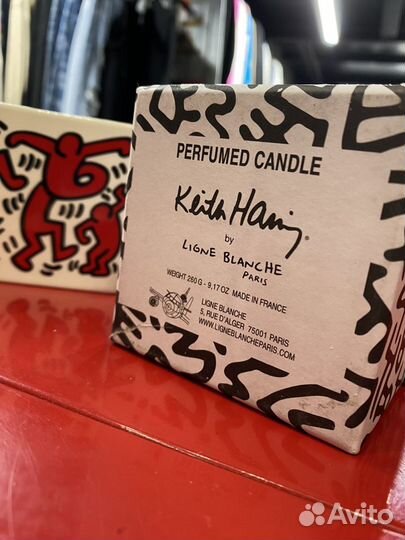 PERFUMED CANDLE
Keith Haring
by
LIGNE BLANCHE
PARIS
WEIGHT 260 G - 9,17 OZ MADE IN FRANCE
LIGNE BLANCHE
5, RUE D'ALGER 75001 PARIS
WWW.LIGNEBLANCHEPARIS.COM
Avito